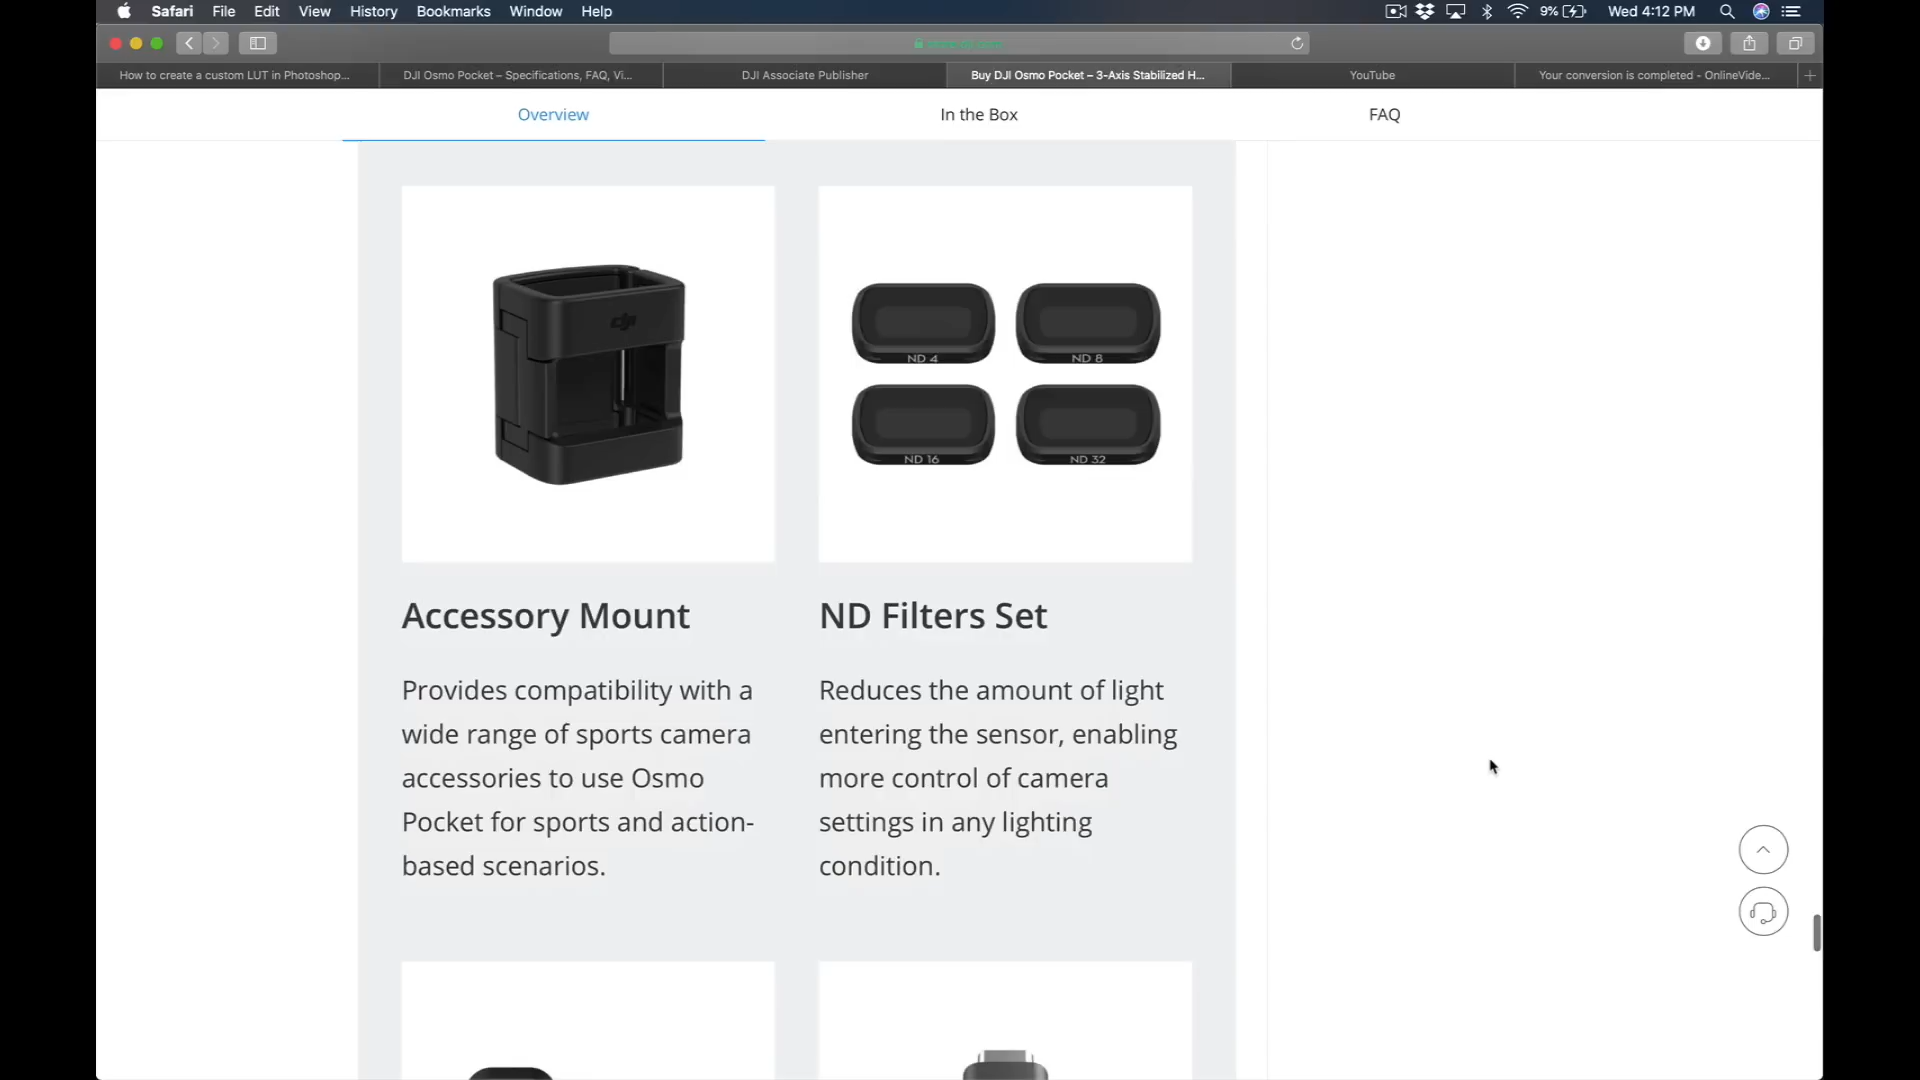 Safari File Edit View History Bookmarks Window Help 9% Wed 4:12 PM
How to create a custom LUT in Photoshop... DJI Osmo Pocket – Specifications, FAQ, Vi... DJI Associate Publisher Buy DJI Osmo Pocket – 3-Axis Stabilized H... YouTube Your conversion is completed - OnlineVide...
Overview In the Box FAQ
dji
ND 4 ND 8
ND 16 ND 32
Accessory Mount
Provides compatibility with a
wide range of sports camera
accessories to use Osmo
Pocket for sports and action-
based scenarios.
ND Filters Set
Reduces the amount of light
entering the sensor, enabling
more control of camera
settings in any lighting
condition.